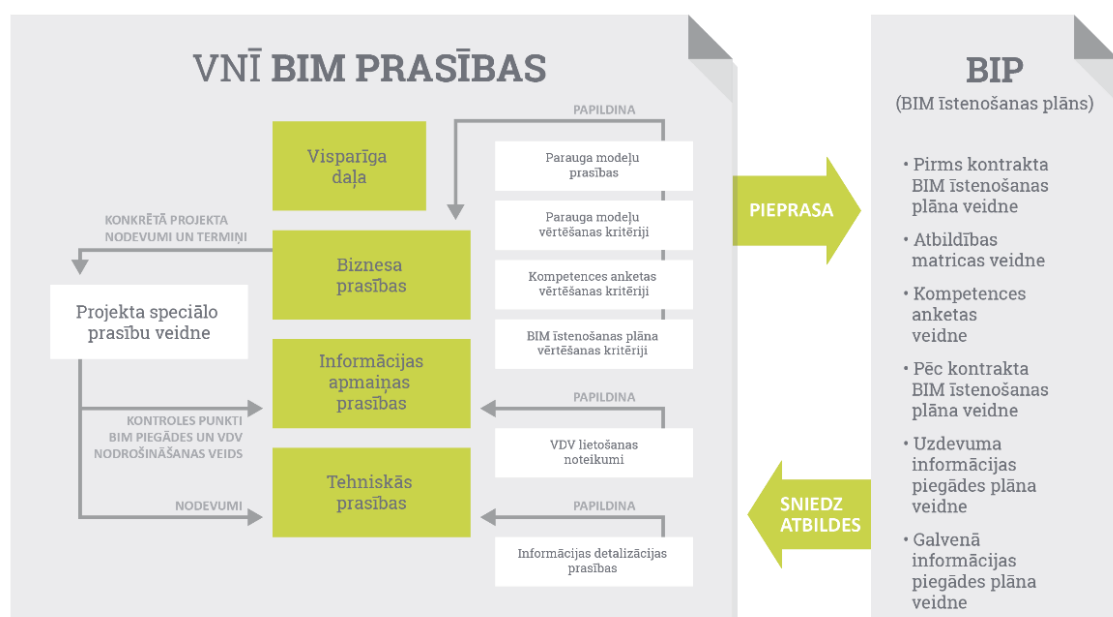 VNĪ BIM PRASĪBAS
PAPILDINA
Vispārīga
daļa
Parauga modeļu
prasības
Parauga modeļu
vērtēšanas kritēriji
KONKRĒTĀ PROJEKTA
NODEVUMI UN TERMIŅI
Biznesa
prasības
Kompetences anketas
vērtēšanas kritēriji
Projekta speciālo
prasību veidne
BIM īstenošanas plāna
vērtēšanas kritēriji
Informācijas
apmaiņas
prasības
PAPILDINA
KONTROLES PUNKTI
BIM PIEGĀDES UN VDV
NODROŠINĀŠANAS VEIDS
VDV lietošanas
noteikumi
Tehniskās
prasības
NODEVUMI
PAPILDINA
Informācijas detalizācijas
prasības
PIEPRASA
SNIEDZ
ATBILDES
BIP
(BIM īstenošanas plāns)
• Pirms kontrakta
BIM īstenošanas
plāna veidne
• Atbildības
matricas veidne
• Kompetences
anketas
veidne
• Pēc kontrakta
BIM īstenošanas
plāna veidne
• Uzdevuma
informācijas
piegādes plāna
veidne
• Galvenā
informācijas
piegādes plāna
veidne